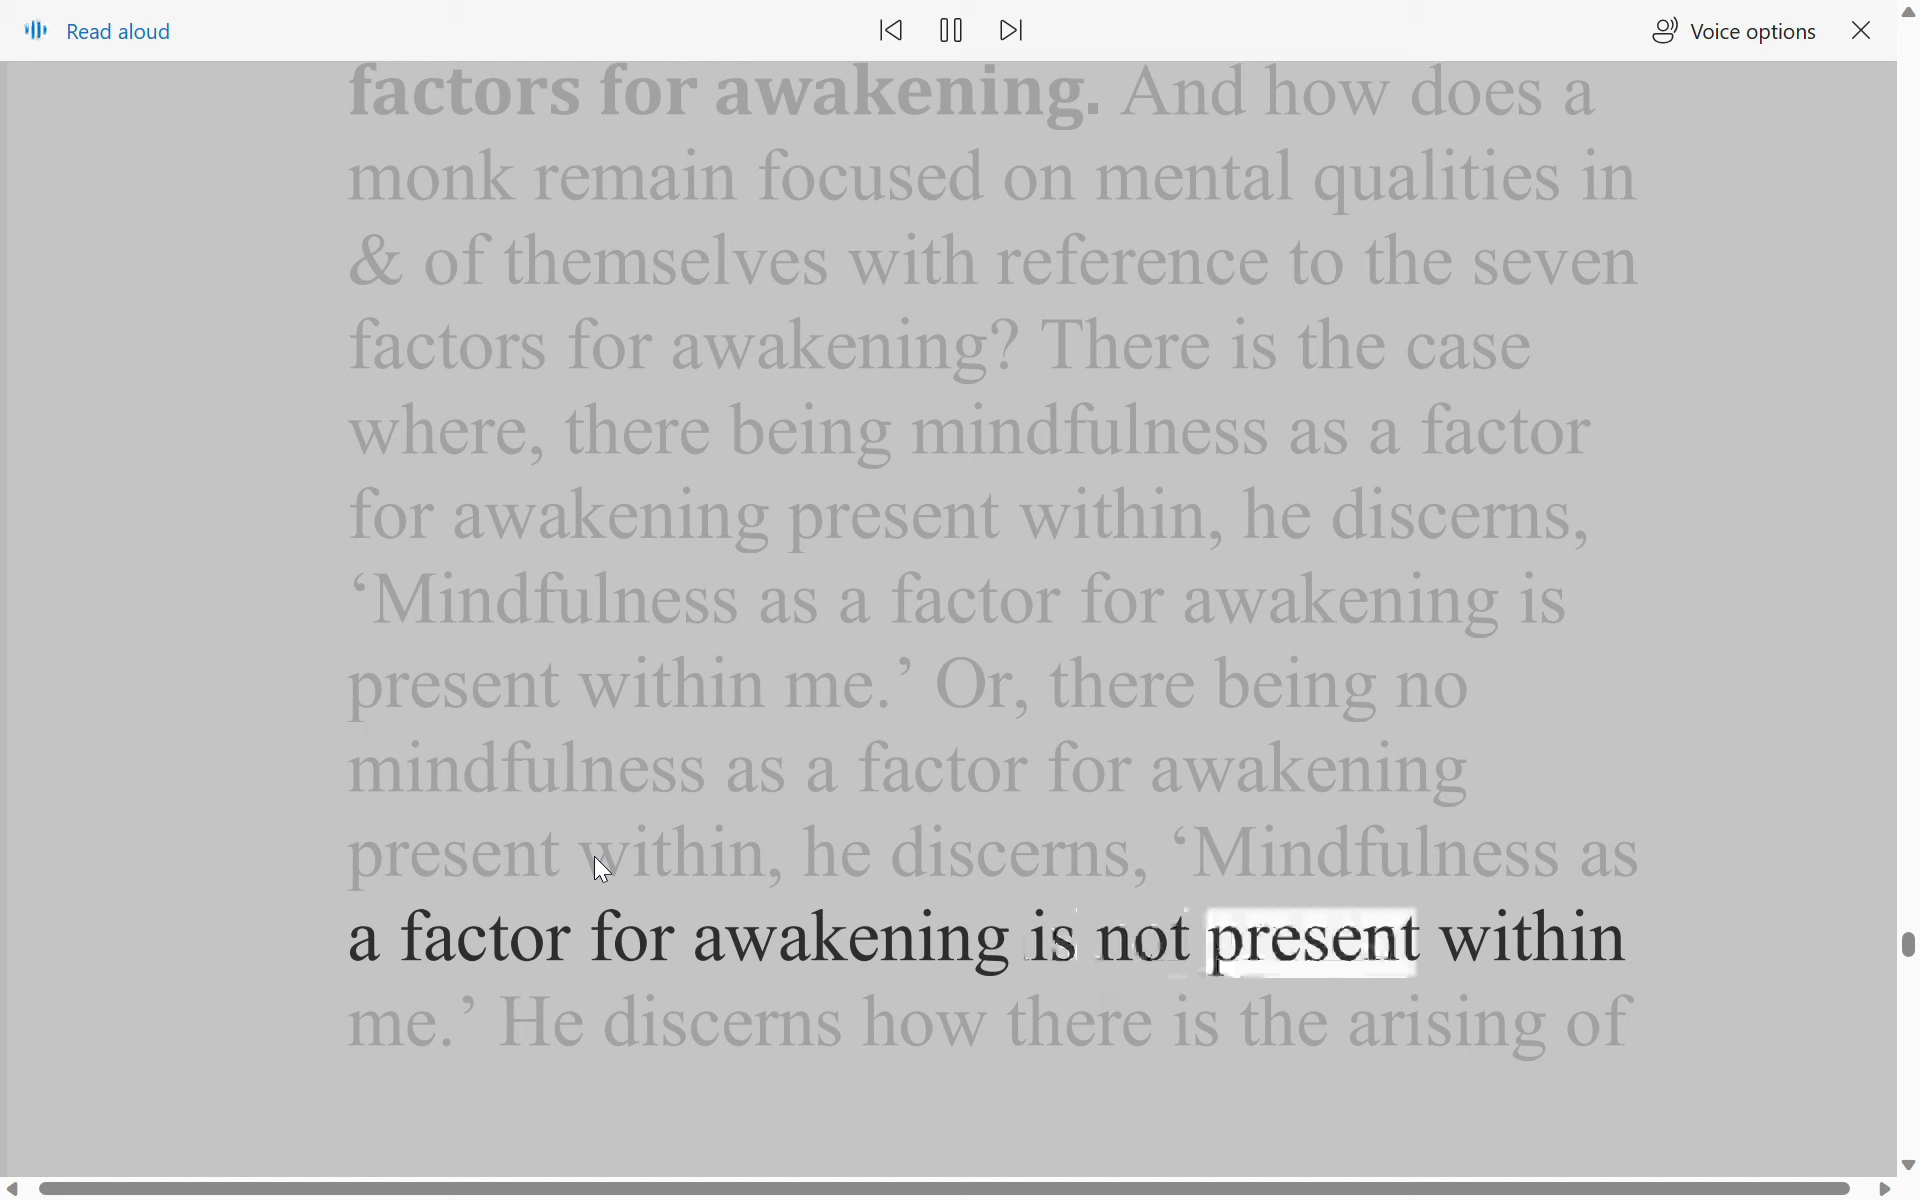 Read aloud
Voice options
factors for awakening. And how does a
monk remain focused on mental qualities in
& of themselves with reference to the seven
factors for awakening? There is the case
where, there being mindfulness as a factor
for awakening present within, he discerns,
‘Mindfulness as a factor for awakening is
present within me.’ Or, there being no
mindfulness as a factor for awakening
present within, he discerns, ‘Mindfulness as
a factor for awakening is not present within
me.’ He discerns how there is the arising of